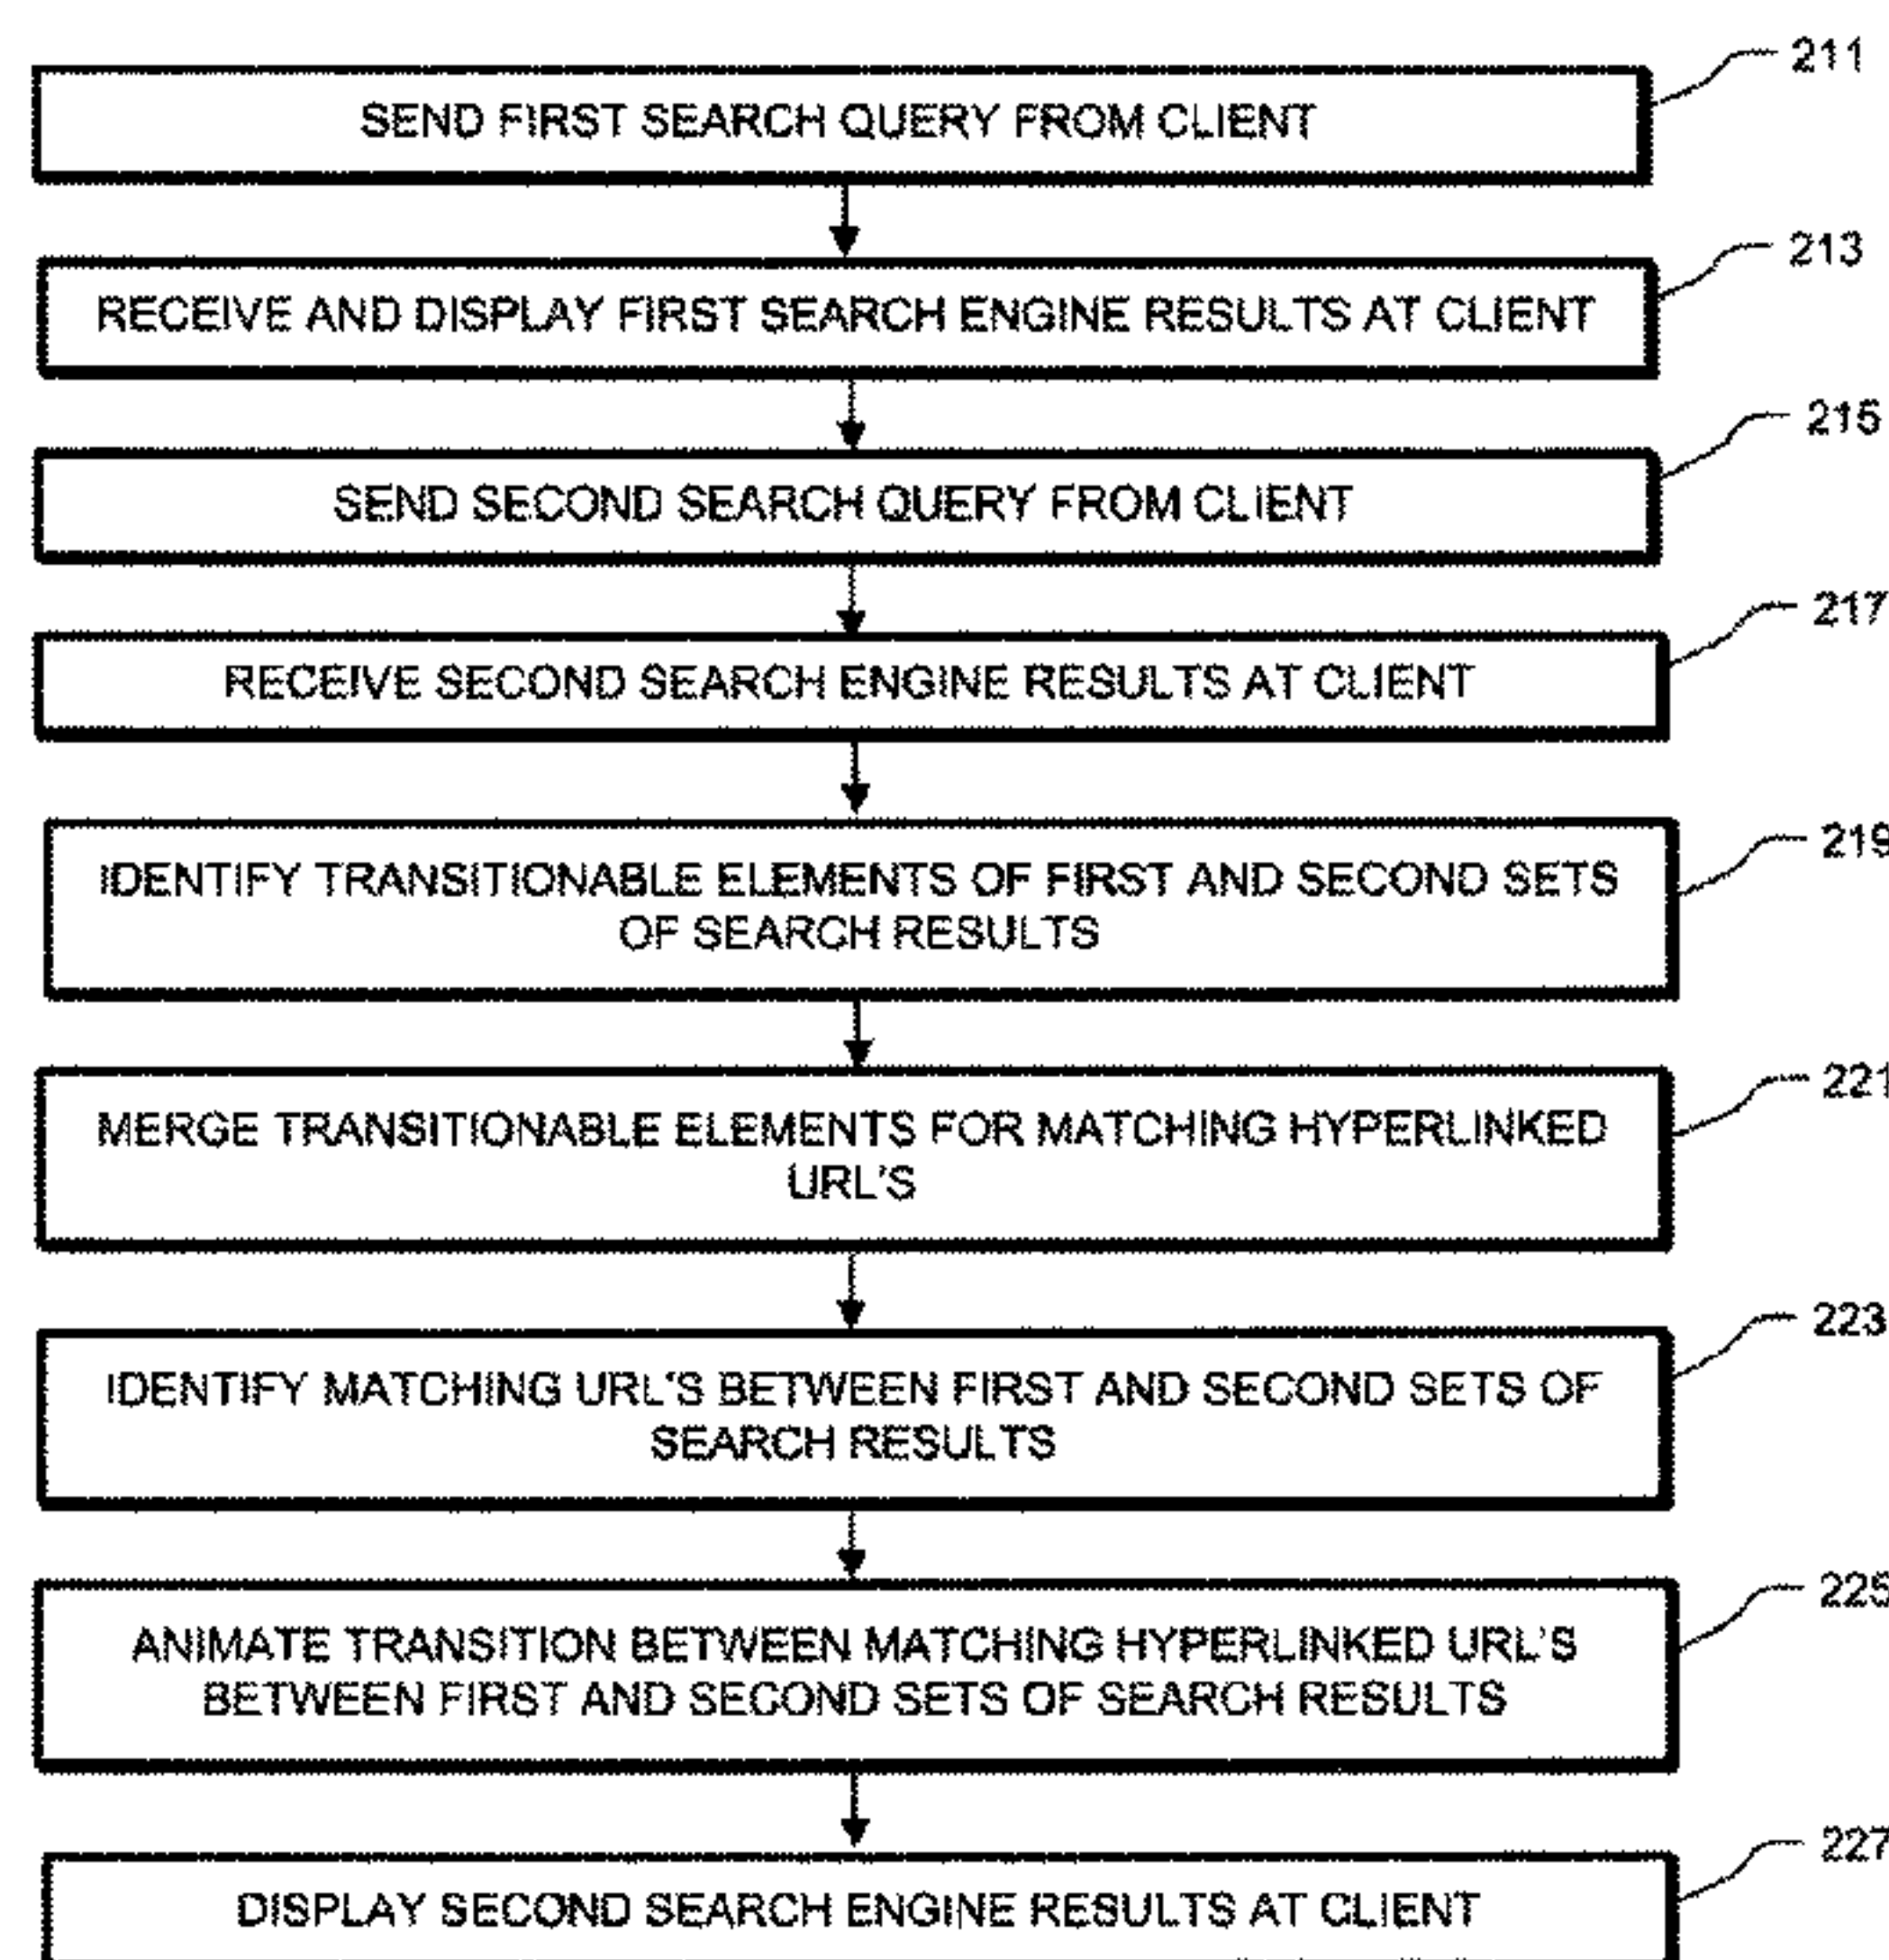 211
SEND FIRST SEARCH QUERY FROM CLIENT
213
RECEIVE AND DISPLAY FIRST SEARCH ENGINE RESULTS AT CLIENT
215
SEND SECOND SEARCH QUERY FROM CLIENT
217
RECEIVE SECOND SEARCH ENGINE RESULTS AT CLIENT
219
IDENTIFY TRANSITIONABLE ELEMENTS OF FIRST AND SECOND SETS
OF SEARCH RESULTS
221
MERGE TRANSITIONABLE ELEMENTS FOR MATCHING HYPERLINKED
URL'S
223
IDENTIFY MATCHING URL'S BETWEEN FIRST AND SECOND SETS OF
SEARCH RESULTS
225
ANIMATE TRANSITION BETWEEN MATCHING HYPERLINKED URL'S
BETWEEN FIRST AND SECOND SETS OF SEARCH RESULTS
227
DISPLAY SECOND SEARCH ENGINE RESULTS AT CLIENT